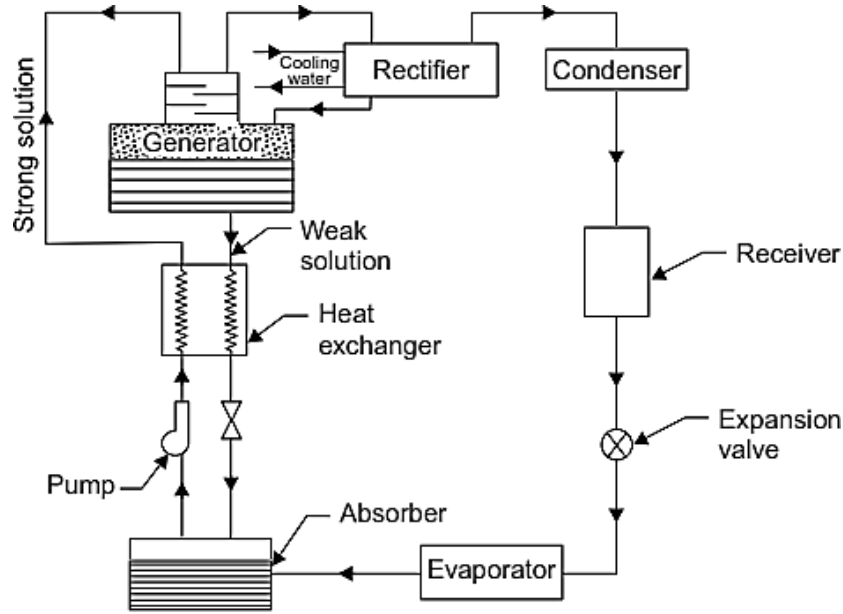 Cooling
water
Rectifier
Condenser
Generator
Strong solution
Weak
solution
Receiver
Heat
exchanger
Expansion
valve
Pump
Absorber
Evaporator